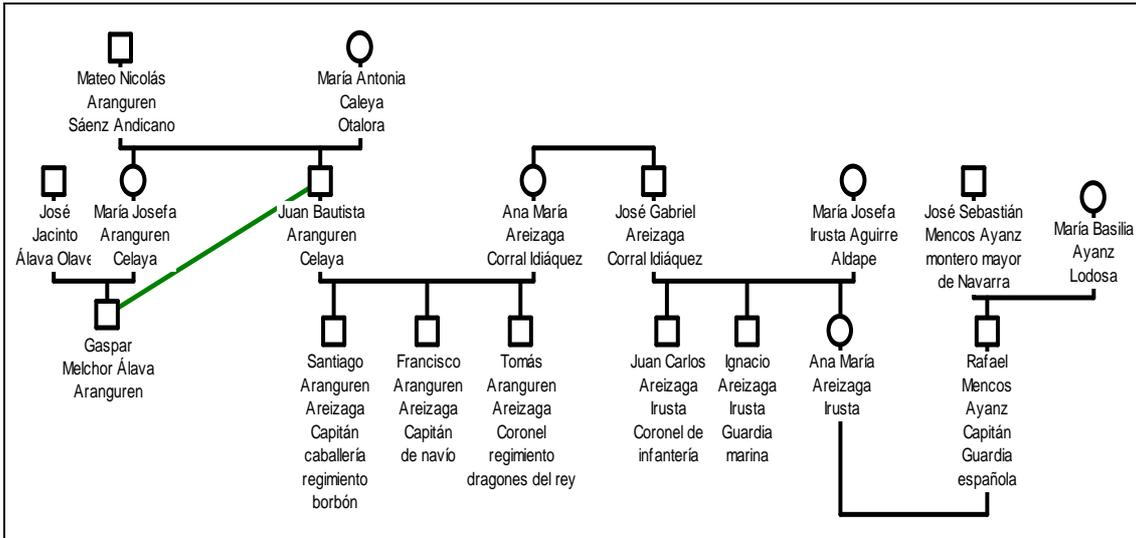 Mateo Nicolás
Aranguren
Sáenz Andicano
María Antonia
Caleya
Otalora
José
Jacinto
Álava Olave
María Josefa
Aranguren
Celaya
Juan Bautista
Aranguren
Celaya
Ana María
Areizaga
Corral Idiáquez
José Gabriel
Areizaga
Corral Idiáquez
María Josefa
Irusta Aguirre
Aldape
José Sebastián
Mencos Ayanz
montero mayor
de Navarra
María Basilia
Ayanz
Lodosa
Gaspar
Melchor Álava
Aranguren
Santiago
Aranguren
Areizaga
Capitán
caballería
regimiento
borbón
Francisco
Aranguren
Areizaga
Capitán
de navío
Tomás
Aranguren
Areizaga
Coronel
regimiento
dragones del rey
Juan Carlos
Areizaga
Irusta
Coronel de
infantería
Ignacio
Areizaga
Irusta
Guardia
marina
Ana María
Areizaga
Irusta
Rafael
Mencos
Ayanz
Capitán
Guardia
española